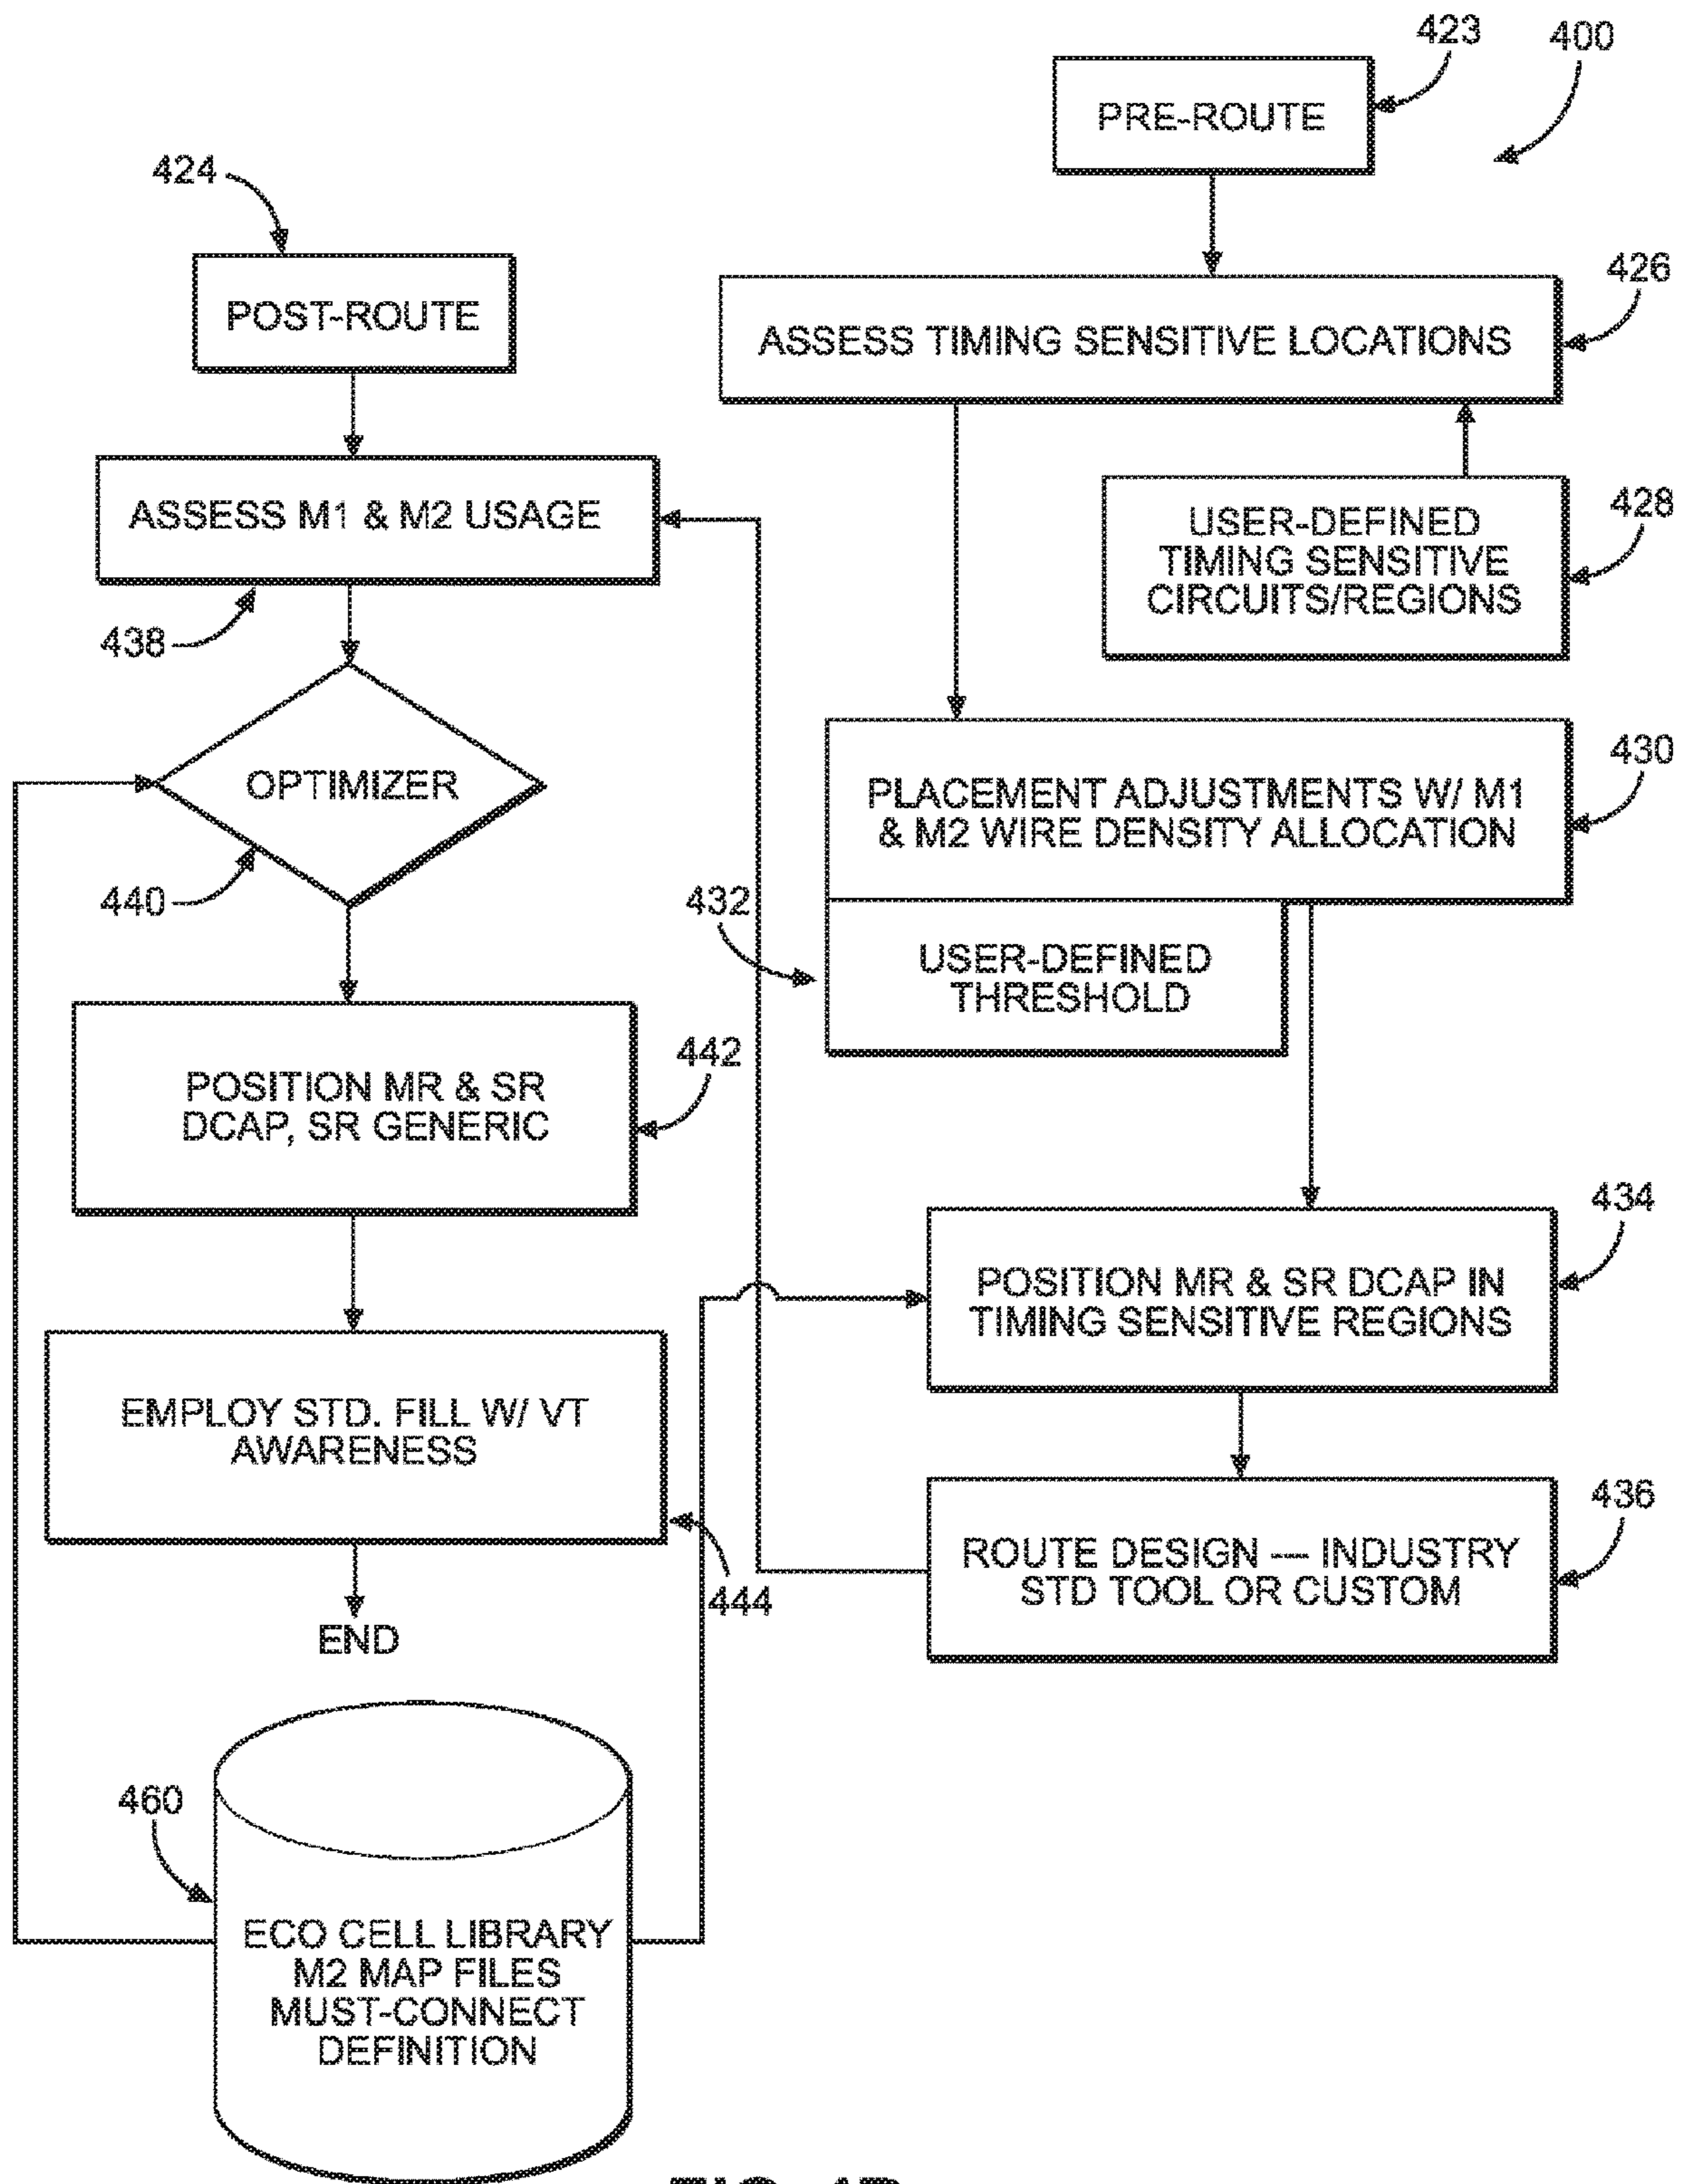 423
400
PRE-ROUTE
424
426
POST-ROUTE
ASSESS TIMING SENSITIVE LOCATIONS
428
ASSESS M1 & M2 USAGE
USER-DEFINED
TIMING SENSITIVE
CIRCUITS/REGIONS
438
430
OPTIMIZER
PLACEMENT ADJUSTMENTS W/ M1
& M2 WIRE DENSITY ALLOCATION
440
432
USER-DEFINED
THRESHOLD
442
POSITION MR & SR
DCAP, SR GENERIC
434
POSITION MR & SR DCAP IN
TIMING SENSITIVE REGIONS
EMPLOY STD. FILL W/ VT
AWARENESS
436
ROUTE DESIGN — INDUSTRY
STD TOOL OR CUSTOM
444
END
460
ECO CELL LIBRARY
M2 MAP FILES
MUST-CONNECT
DEFINITION